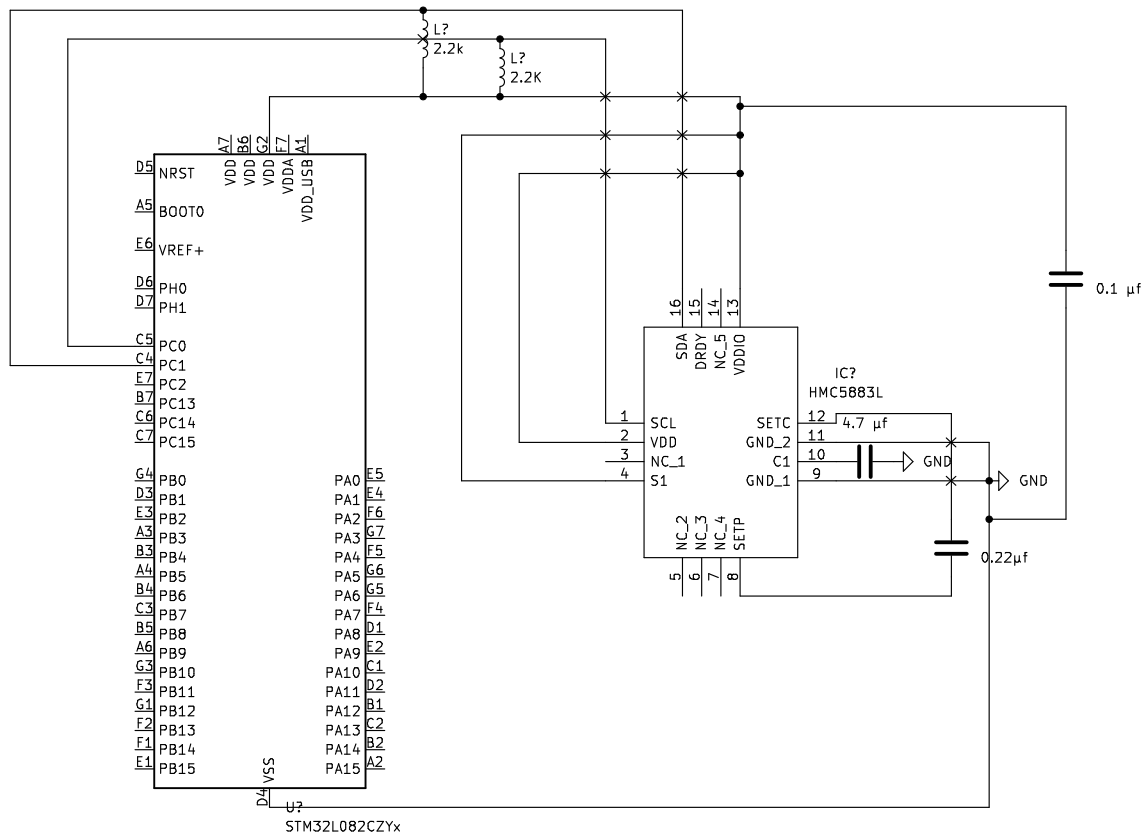 L?
2.2k
L?
2.2K
A7
B6
G2
F7
A1
VDD
VDD
VDD
VDDA
VDD_USB
D5 NRST
A5 BOOT0
E6 VREF+
D6 PH0
D7 PH1
C5 PC0
C4 PC1
E7 PC2
B7 PC13
C6 PC14
C7 PC15
G4 PB0 PA0 E5
D3 PB1 PA1 E4
E3 PB2 PA2 F6
A3 PB3 PA3 G7
B3 PB4 PA4 F5
A4 PB5 PA5 G6
B4 PB6 PA6 G5
C3 PB7 PA7 F4
B5 PB8 PA8 D1
A6 PB9 PA9 E2
G3 PB10 PA10 C1
F3 PB11 PA11 D2
G1 PB12 PA12 B1
F2 PB13 PA13 C2
F1 PB14 PA14 B2
E1 PB15 PA15 A2
VSS
D4
U?
STM32L082CZYx
16
15
14
13
SDA
DRDY
NC_5
VDDIO
IC?
HMC5883L
1 SCL SETC 12
4.7 µf
2 VDD GND_2 11
3 NC_1 C1 10 GND
4 S1 GND_1 9 GND
NC_2
NC_3
NC_4
SETP
5
6
7
8
0.1 µf
0.22µf